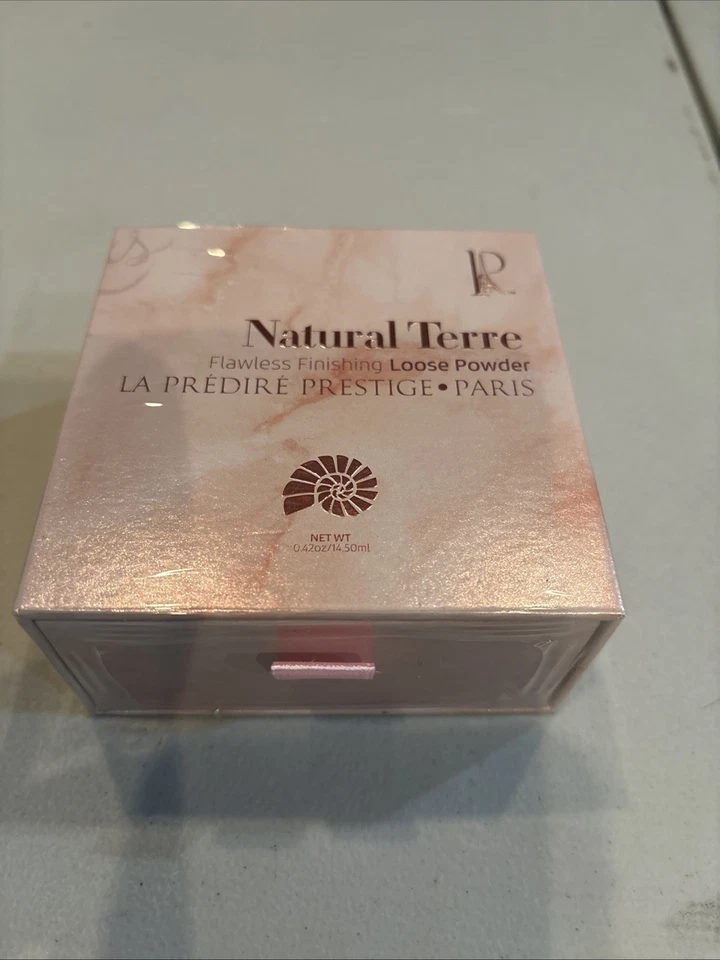 Natural Terre
Flawless Finishing Loose Powder
LA PRÉDIRÉ PRESTIGE•PARIS
NET WT
0.42oz/14.50ml